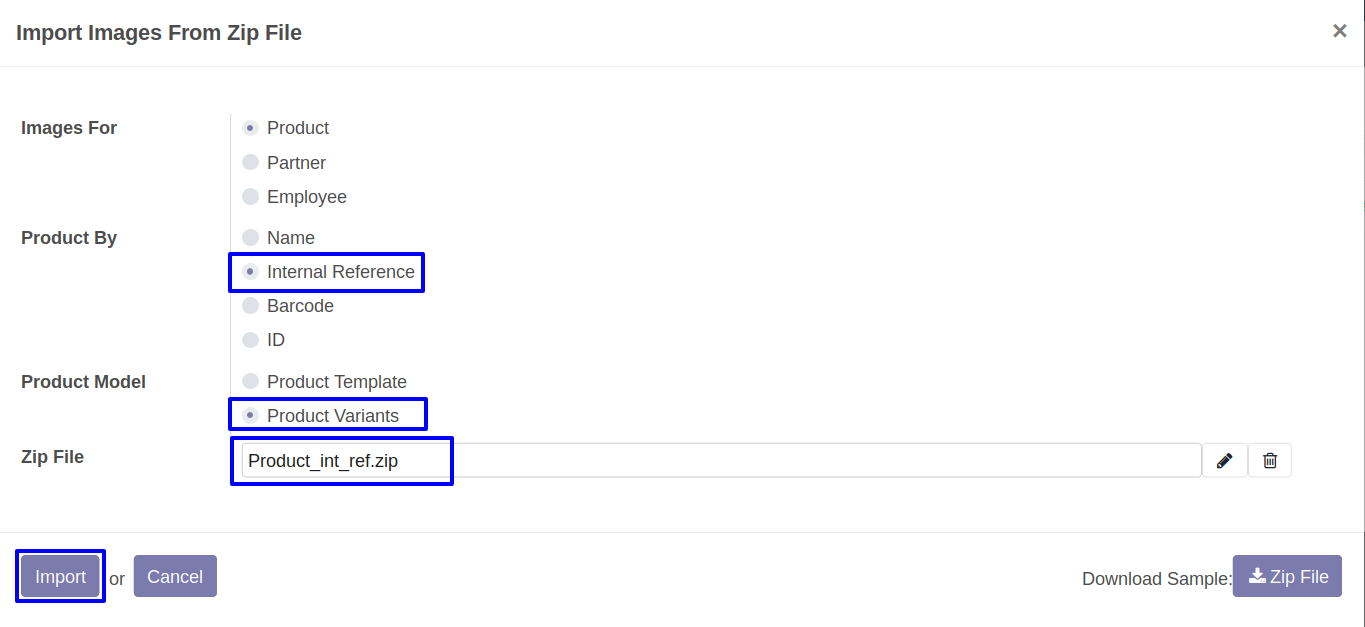 Import Images From Zip File
Images For
Product
Partner
Employee
Product By
Name
Internal Reference
Barcode
ID
Product Model
Product Template
Product Variants
Zip File
Product_int_ref.zip
Import or Cancel
Download Sample: Zip File